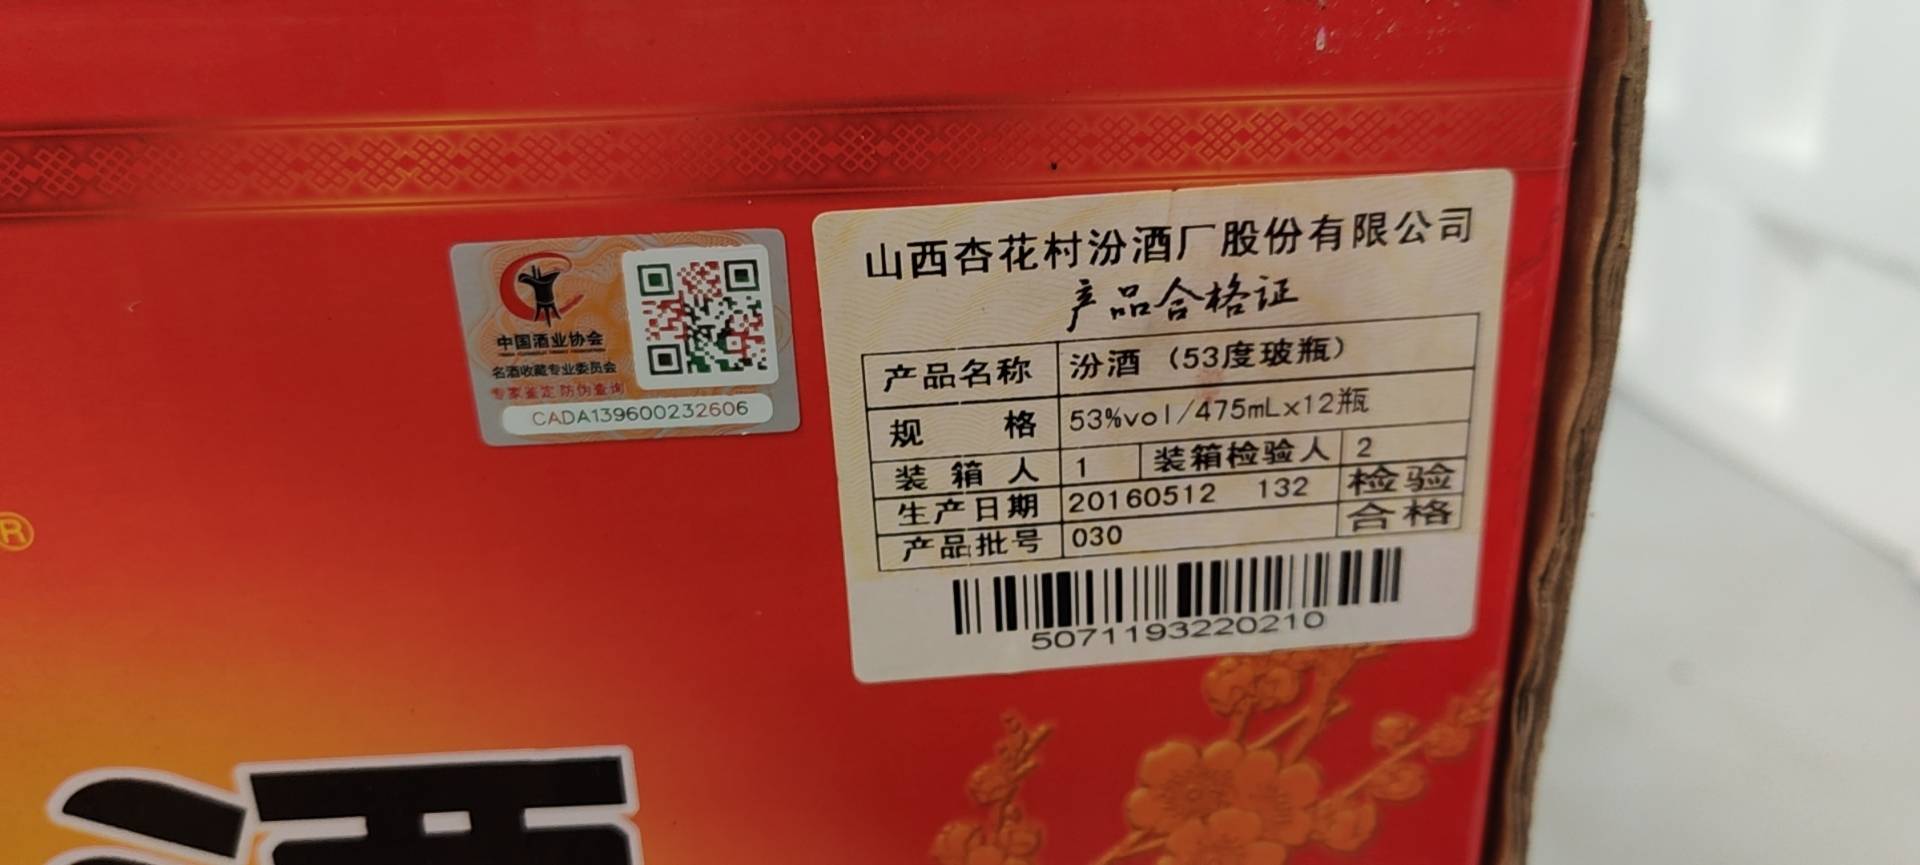 中国酒业协会
名酒收藏专业委员会
专家鉴定 防伪查询
CADA139600232606
山西杏花村汾酒厂股份有限公司
产品合格证
产品名称 汾酒（53度玻瓶）
规 格 53%vol/475mLx12瓶
装 箱 人 1 装箱检验人 2
生产日期 20160512 132 检验
产品批号 030 合格
5071193220210
®
酒